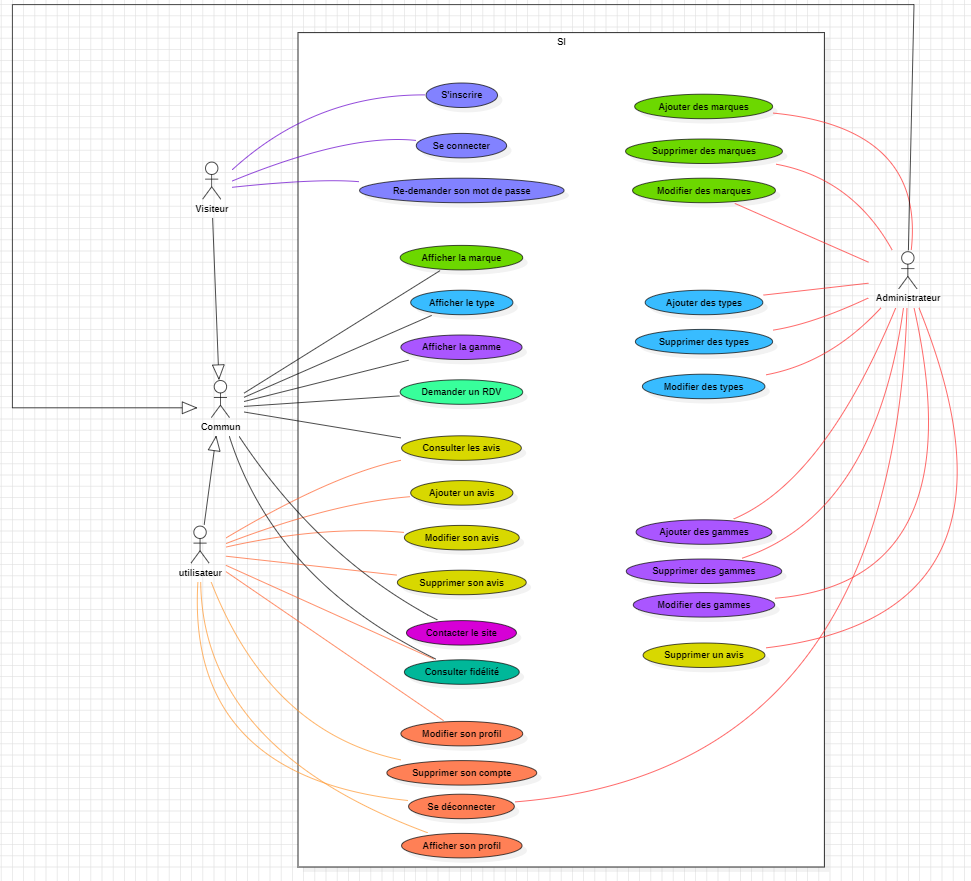 SI
S'inscrire
Se connecter
Re-demander son mot de passe
Visiteur
Afficher la marque
Afficher le type
Afficher la gamme
Demander un RDV
Commun
Consulter les avis
Ajouter un avis
Modifier son avis
Supprimer son avis
utilisateur
Contacter le site
Consulter fidélité
Modifier son profil
Supprimer son compte
Se déconnecter
Afficher son profil
Ajouter des marques
Supprimer des marques
Modifier des marques
Administrateur
Ajouter des types
Supprimer des types
Modifier des types
Ajouter des gammes
Supprimer des gammes
Modifier des gammes
Supprimer un avis